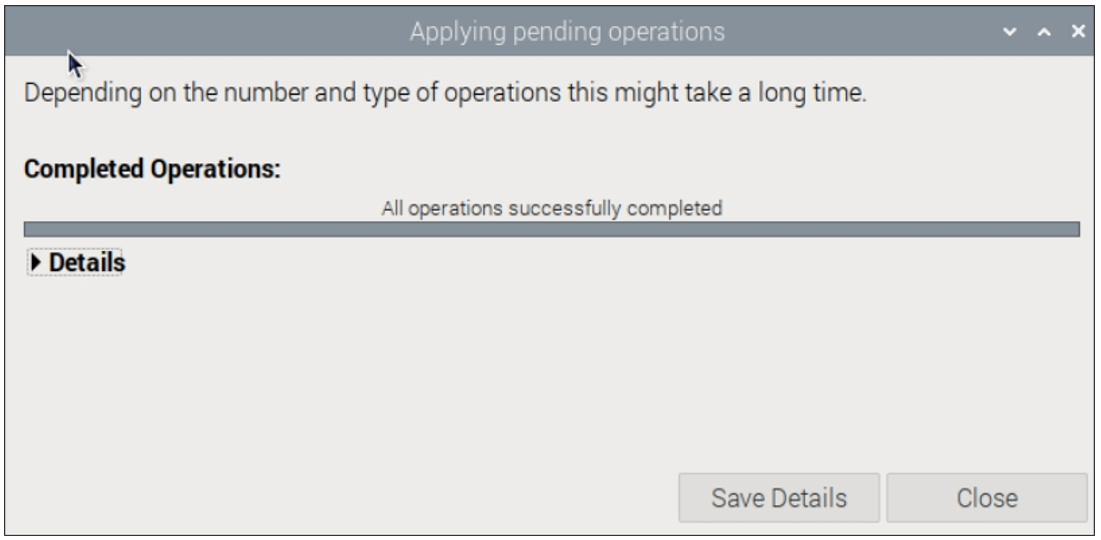 Applying pending operations
Depending on the number and type of operations this might take a long time.
Completed Operations:
All operations successfully completed
Details
Save Details
Close